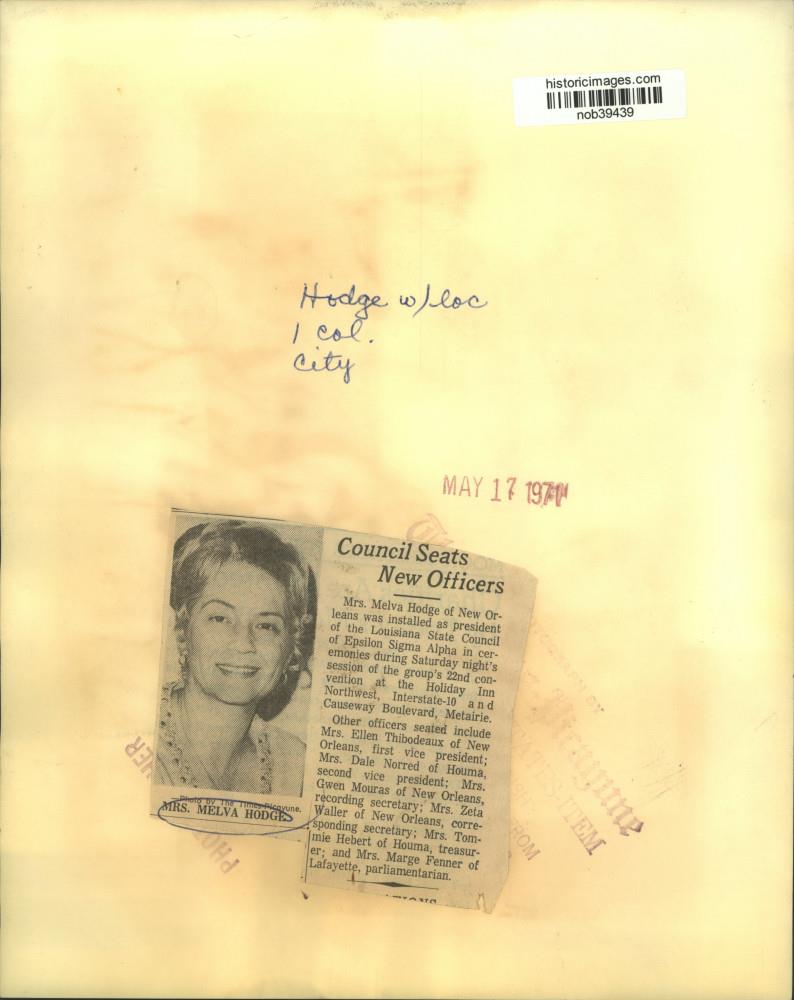 historicimages.com
nob39439
Hodge w/loc
1 col.
City
MAY 17 1971
Council Seats
New Officers
Mrs. Melva Hodge of New Or-
leans was installed as president
of the Louisiana State Council
of Epsilon Sigma Alpha in cer-
emonies during Saturday night's
session of the group's 22nd con-
vention at the Holiday Inn
Northwest, Interstate-10 and
Causeway Boulevard, Metairie.
Other officers seated include
Mrs. Ellen Thibodeaux of New
Orleans, first vice president;
Mrs. Dale Norred of Houma,
second vice president; Mrs.
Gwen Mouras of New Orleans,
recording secretary; Mrs. Zeta
Waller of New Orleans, corre-
sponding secretary; Mrs. Tom-
mie Hebert of Houma, treasur-
er; and Mrs. Marge Fenner of
Lafayette, parliamentarian.
Photo by The Times-Picayune.
MRS. MELVA HODGE